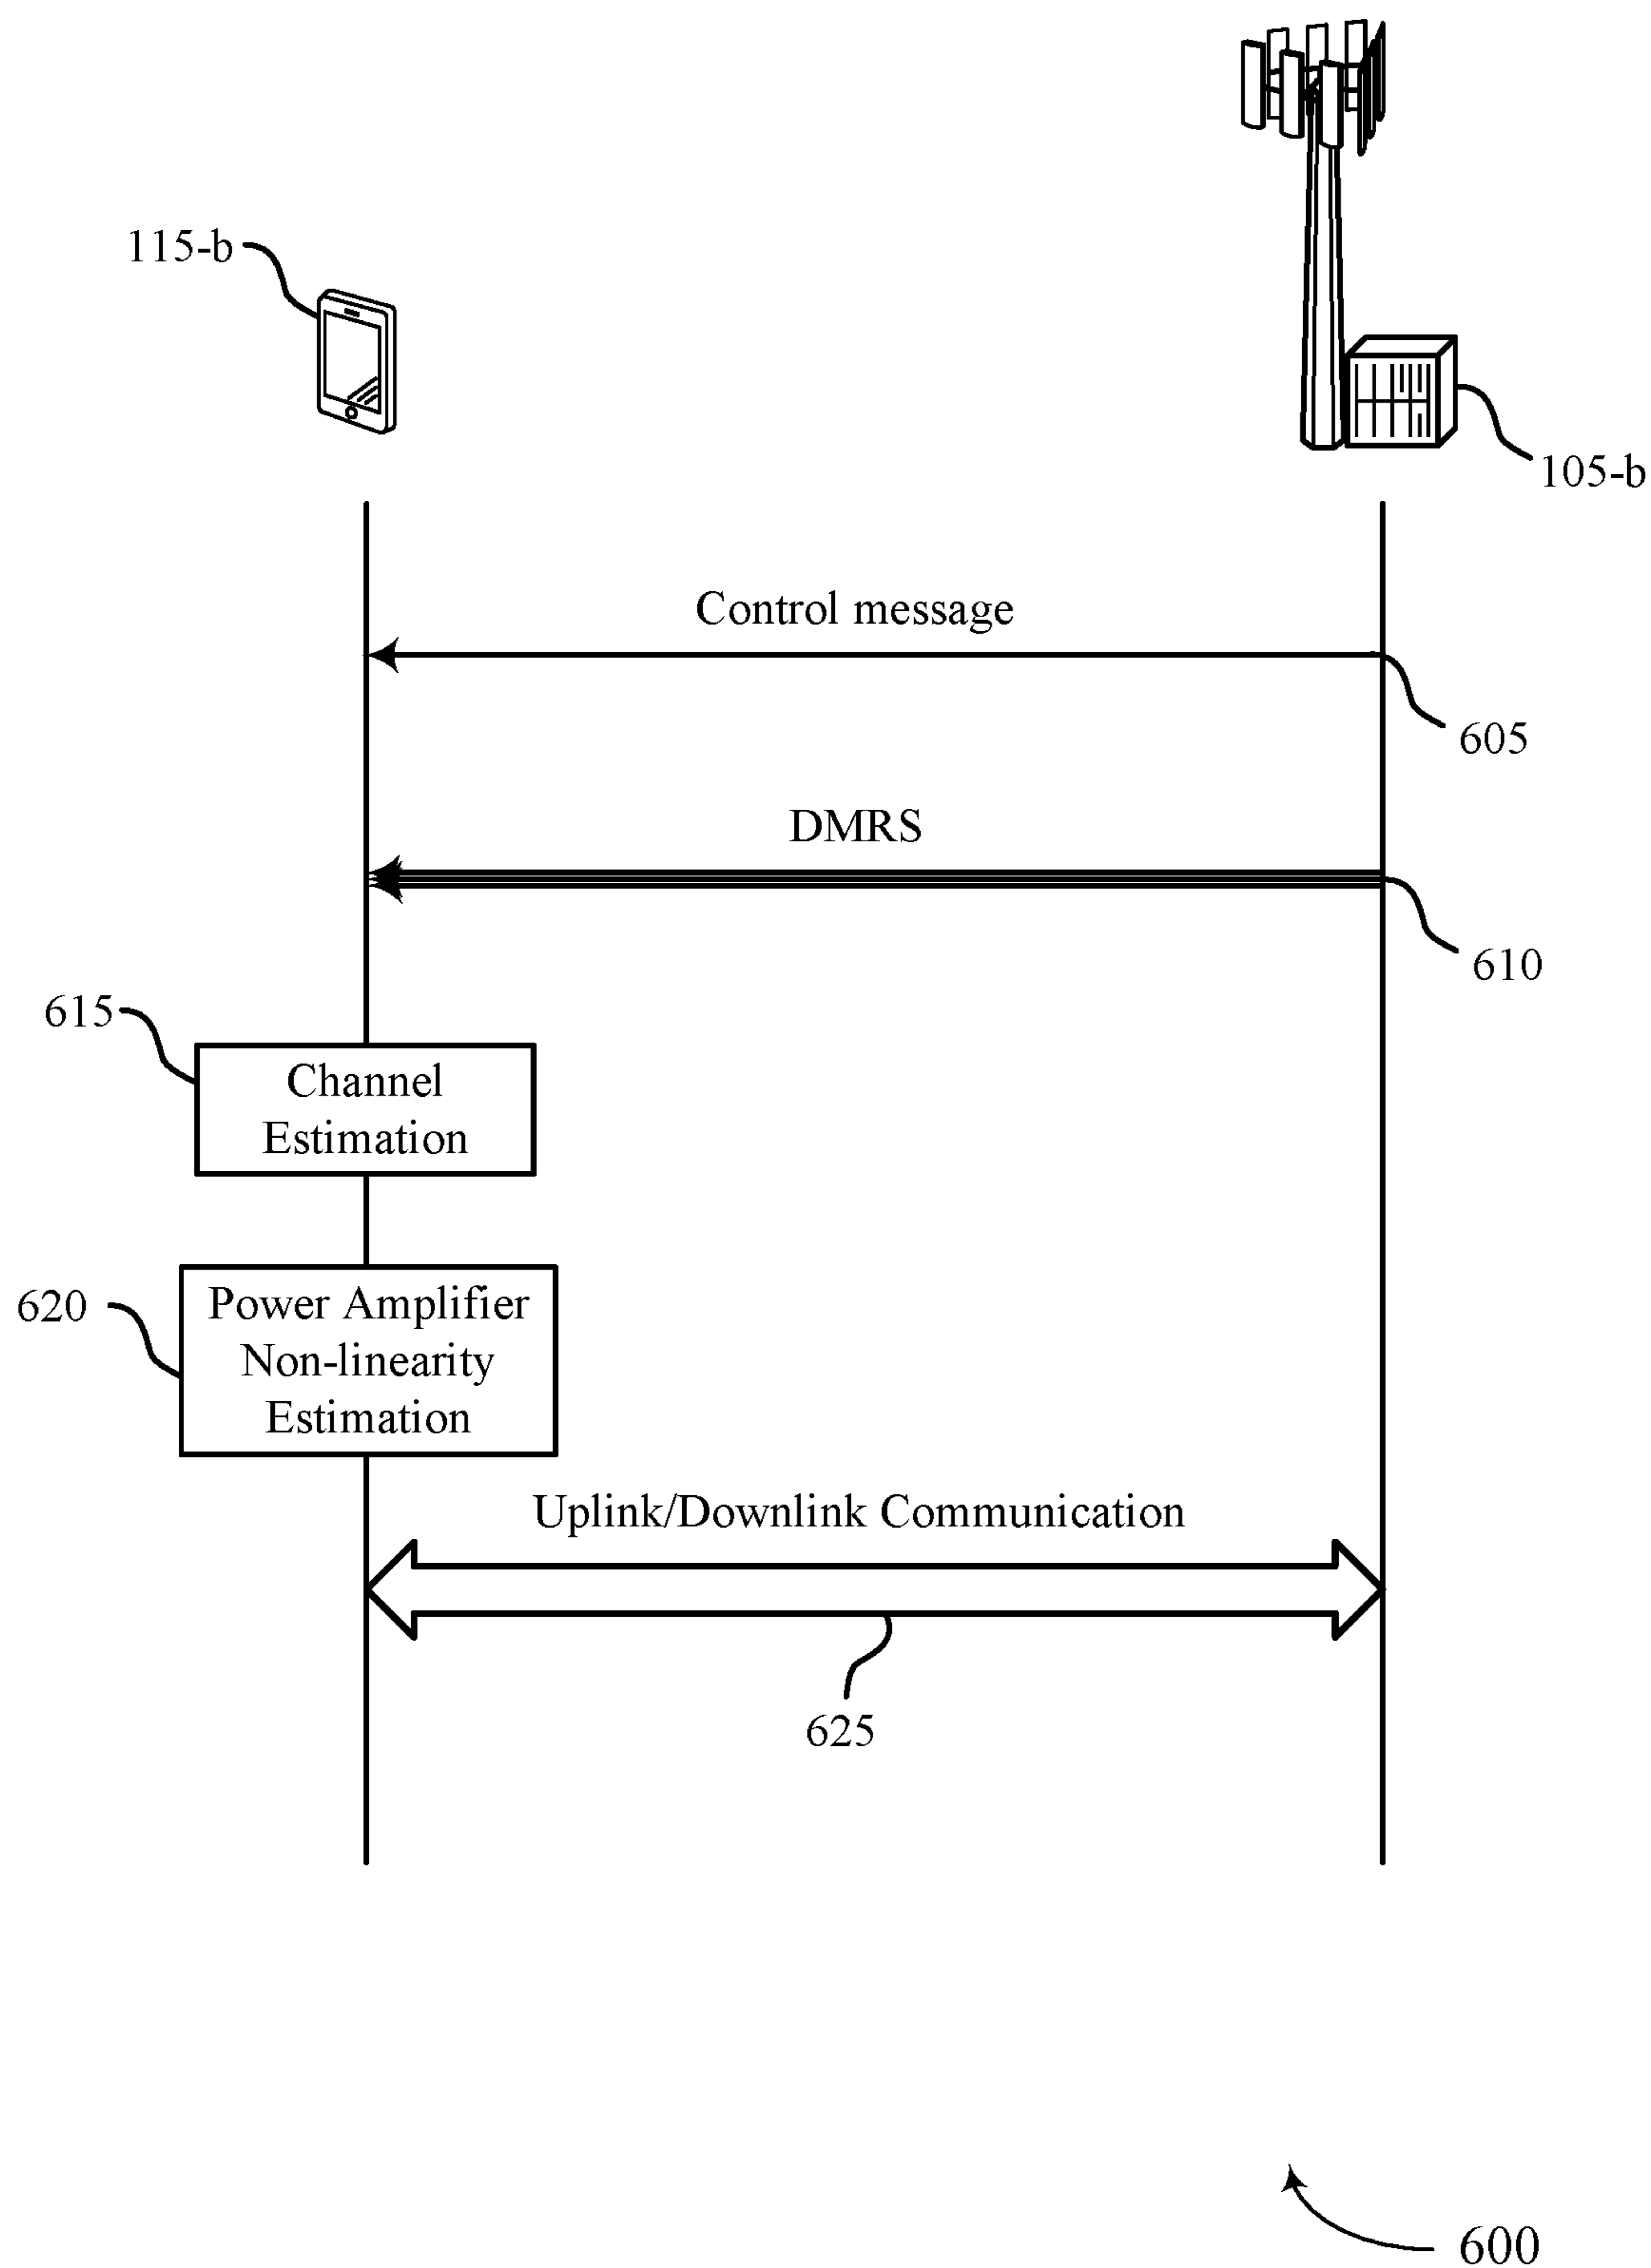 115-b
105-b
Control message
605
DMRS
610
615
Channel
Estimation
620
Power Amplifier
Non-linearity
Estimation
Uplink/Downlink Communication
625
600